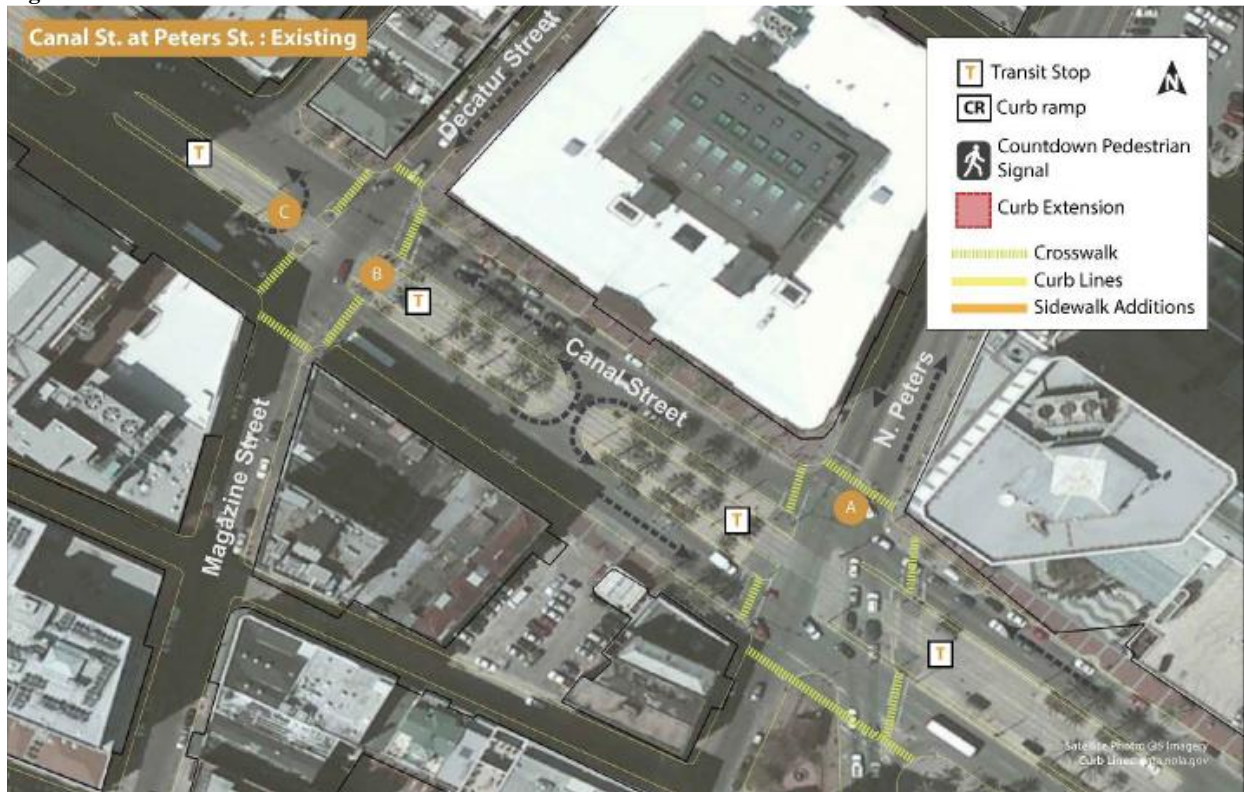 Canal St. at Peters St. : Existing
T Transit Stop
N
CR Curb ramp
Countdown Pedestrian
Signal
Curb Extension
Crosswalk
Curb Lines
Sidewalk Additions
Decatur Street
T
C
B
T
Canal Street
N. Peters
Magazine Street
A
T
T
Satellite Photo: GIS Imagery